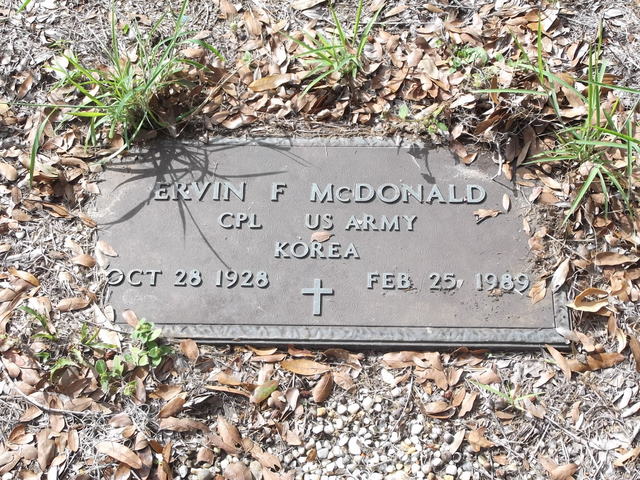 ERVIN F McDONALD
CPL US ARMY
KOREA
OCT 28 1928 FEB 25 1989